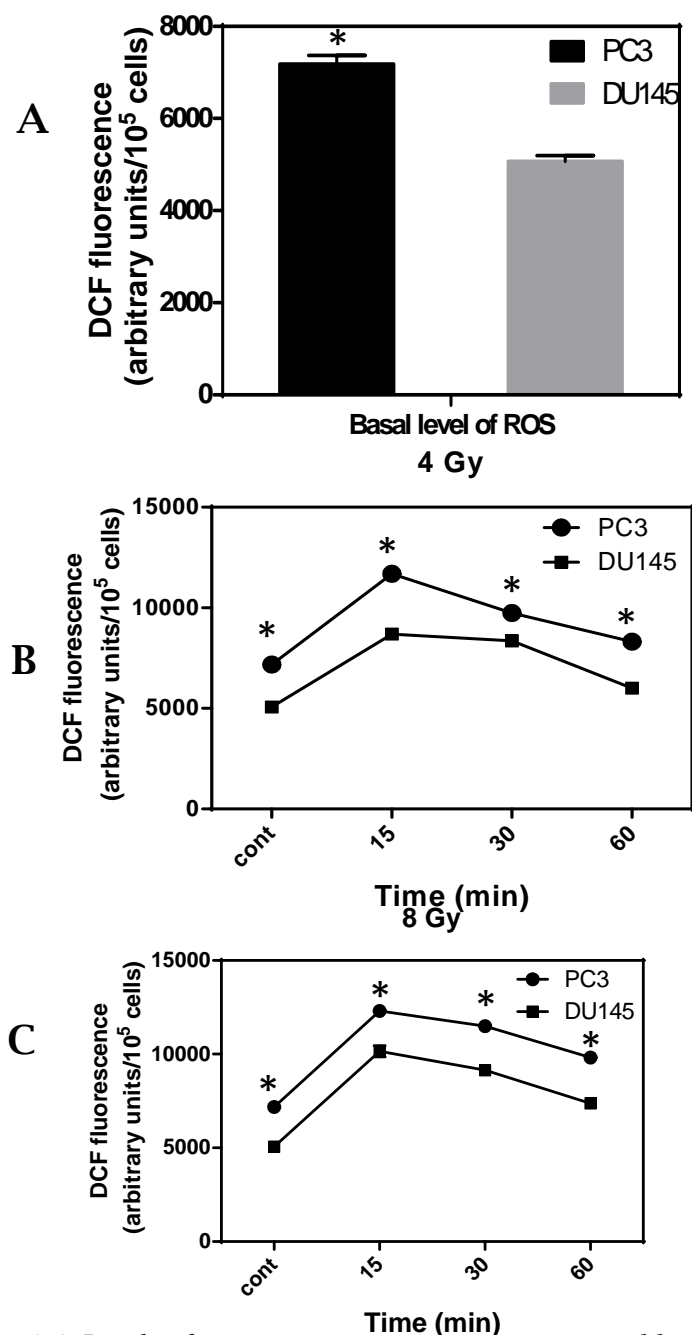 A
DCF fluorescence
(arbitrary units/10⁵ cells)
8000
6000
4000
2000
0
*
PC3
DU145
Basal level of ROS
4 Gy
B
DCF fluorescence
(arbitrary units/10⁵ cells)
15000
10000
5000
0
*
*
*
*
PC3
DU145
cont
15
30
60
Time (min)
8 Gy
C
DCF fluorescence
(arbitrary units/10⁵ cells)
15000
10000
5000
0
*
*
*
*
PC3
DU145
cont
15
30
60
Time (min)